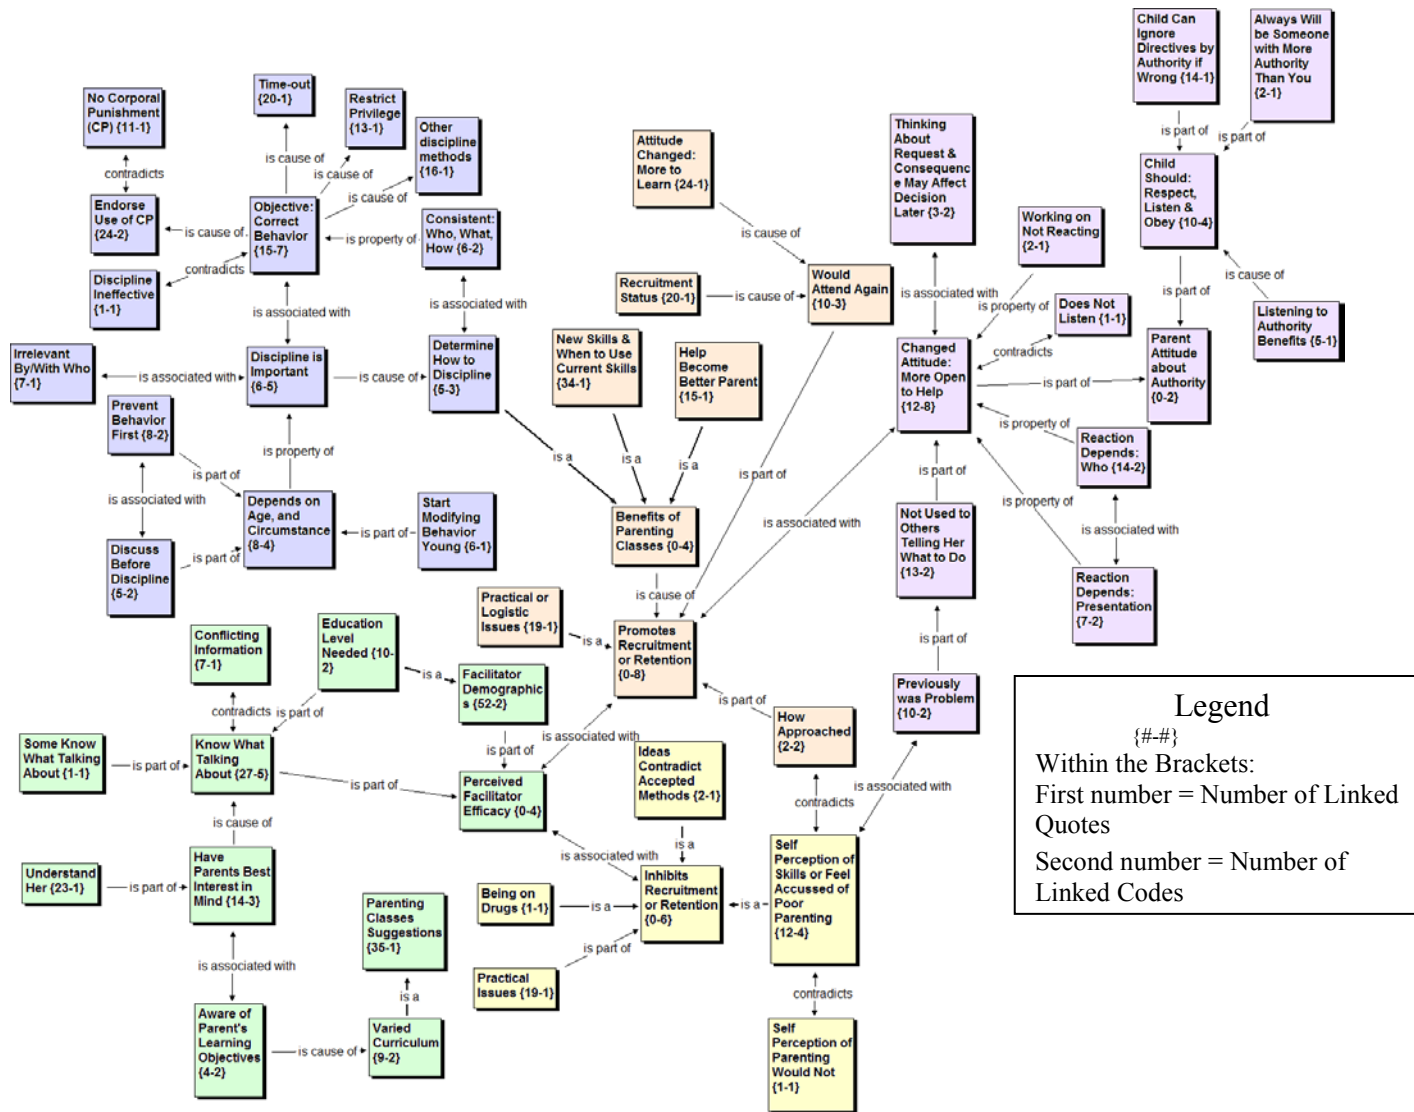 Child Can
Ignore
Directives by
Authority if
Wrong {14-1}
Always Will
be Someone
with More
Authority
Than You
{2-1}
is part of
is part of
Time-out
{20-1}
No Corporal
Punishment
(CP) {11-1}
Restrict
Privilege
{13-1}
Other
discipline
methods
{16-1}
is cause of
is cause of
is cause of
contradicts
Endorse
Use of CP
{24-2}
is cause of
Objective:
Correct
Behavior
{15-7}
is property of
Consistent:
Who, What,
How {6-2}
contradicts
Discipline
Ineffective
{1-1}
is associated with
is associated with
Attitude
Changed:
More to
Learn {24-1}
is cause of
Thinking
About
Request &
Consequenc
e May Affect
Decision
Later {3-2}
Child
Should:
Respect,
Listen &
Obey {10-4}
Working on
Not Reacting
{2-1}
is cause of
is part of
Recruitment
Status {20-1}
is cause of
Would
Attend Again
{10-3}
is associated with
is property of
Does Not
Listen {1-1}
Listening to
Authority
Benefits {5-1}
contradicts
Irrelevant
By/With Who
{7-1}
is associated with
Discipline is
Important
{6-5}
is cause of
Determine
How to
Discipline
{5-3}
New Skills &
When to Use
Current Skills
{34-1}
Help
Become
Better Parent
{15-1}
Changed
Attitude:
More Open
to Help
{12-8}
is part of
Parent
Attitude
about
Authority
{0-2}
Prevent
Behavior
First {8-2}
is property of
is property of
is part of
is a
is a
is a
is part of
is part of
Reaction
Depends:
Who {14-2}
is associated with
Depends on
Age, and
Circumstance
{8-4}
is part of
Start
Modifying
Behavior
Young {6-1}
Benefits of
Parenting
Classes {0-4}
is associated with
Not Used to
Others
Telling Her
What to Do
{13-2}
is property of
is associated with
Discuss
Before
Discipline
{5-2}
is part of
is cause of
Reaction
Depends:
Presentation
{7-2}
Practical or
Logistic
Issues {19-1}
is a
Promotes
Recruitment
or Retention
{0-8}
is part of
Conflicting
Information
{7-1}
Education
Level
Needed {10-
2}
is a
Facilitator
Demographic
s {52-2}
Previously
was Problem
{10-2}
contradicts
is part of
is part of
How
Approached
{2-2}
is part of
is associated with
Some Know
What Talking
About {1-1}
is part of
Know What
Talking
About {27-5}
is part of
Perceived
Facilitator
Efficacy {0-4}
Ideas
Contradict
Accepted
Methods {2-1}
contradicts
is associated with
is cause of
is associated with
is a
Understand
Her {23-1}
is part of
Have
Parents Best
Interest in
Mind {14-3}
Self
Perception of
Skills or Feel
Accussed of
Poor
Parenting
{12-4}
is a
Inhibits
Recruitment
or Retention
{0-6}
Being on
Drugs {1-1}
is a
Parenting
Classes
Suggestions
{35-1}
is part of
Practical
Issues {19-1}
is associated with
is a
contradicts
Aware of
Parent's
Learning
Objectives
{4-2}
is cause of
Varied
Curriculum
{9-2}
Self
Perception of
Parenting
Would Not
{1-1}
Legend
{#-#}
Within the Brackets:
First number = Number of Linked
Quotes
Second number = Number of
Linked Codes